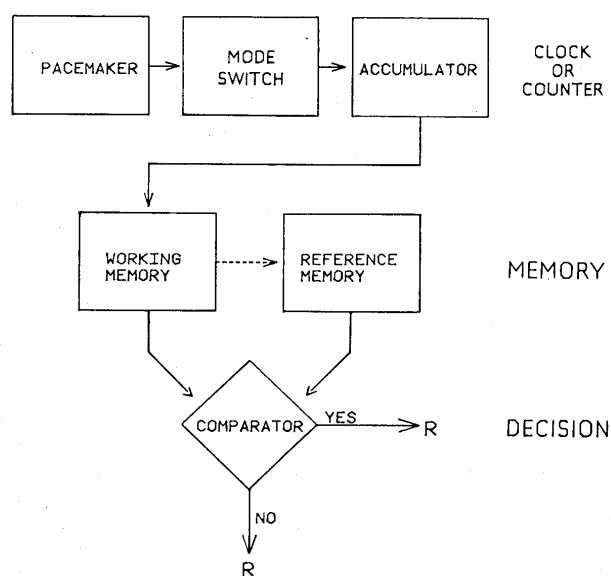 PACEMAKER
MODE
SWITCH
ACCUMULATOR
CLOCK
OR
COUNTER
WORKING
MEMORY
REFERENCE
MEMORY
MEMORY
COMPARATOR
YES
R
DECISION
NO
R